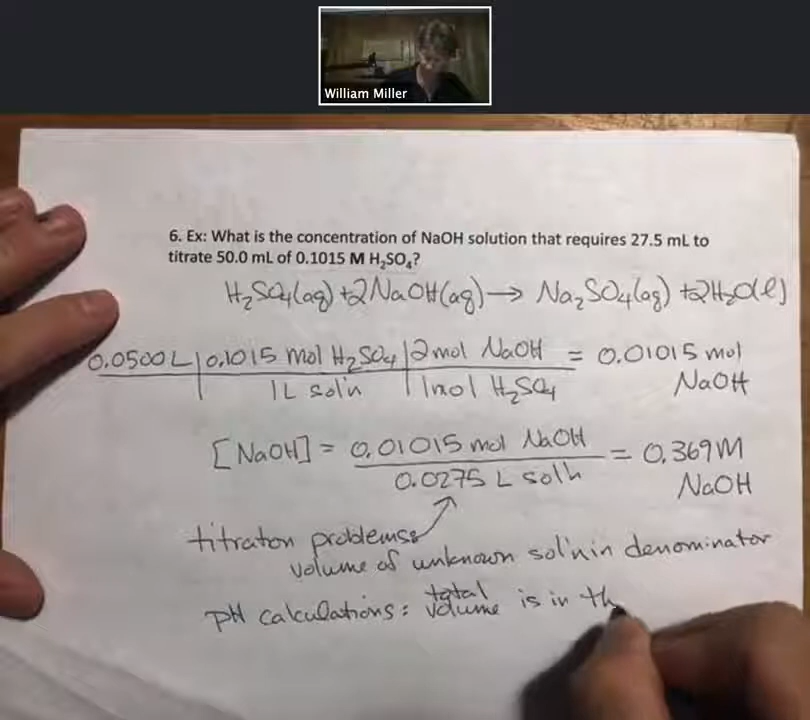 William Miller
6. Ex: What is the concentration of NaOH solution that requires 27.5 mL to
titrate 50.0 mL of 0.1015 M H₂SO₄?
H₂SO₄(aq) + 2NaOH(aq) → Na₂SO₄(aq) + 2H₂O(l)
0.0500 L | 0.1015 mol H₂SO₄ | 2 mol NaOH = 0.01015 mol
1 L sol'n | 1 mol H₂SO₄ NaOH
[NaOH] = 0.01015 mol NaOH = 0.369 M
0.0275 L sol'n NaOH
titraton problems:
volume of unknown sol'n in denominator
pH calculations: total volume is in th